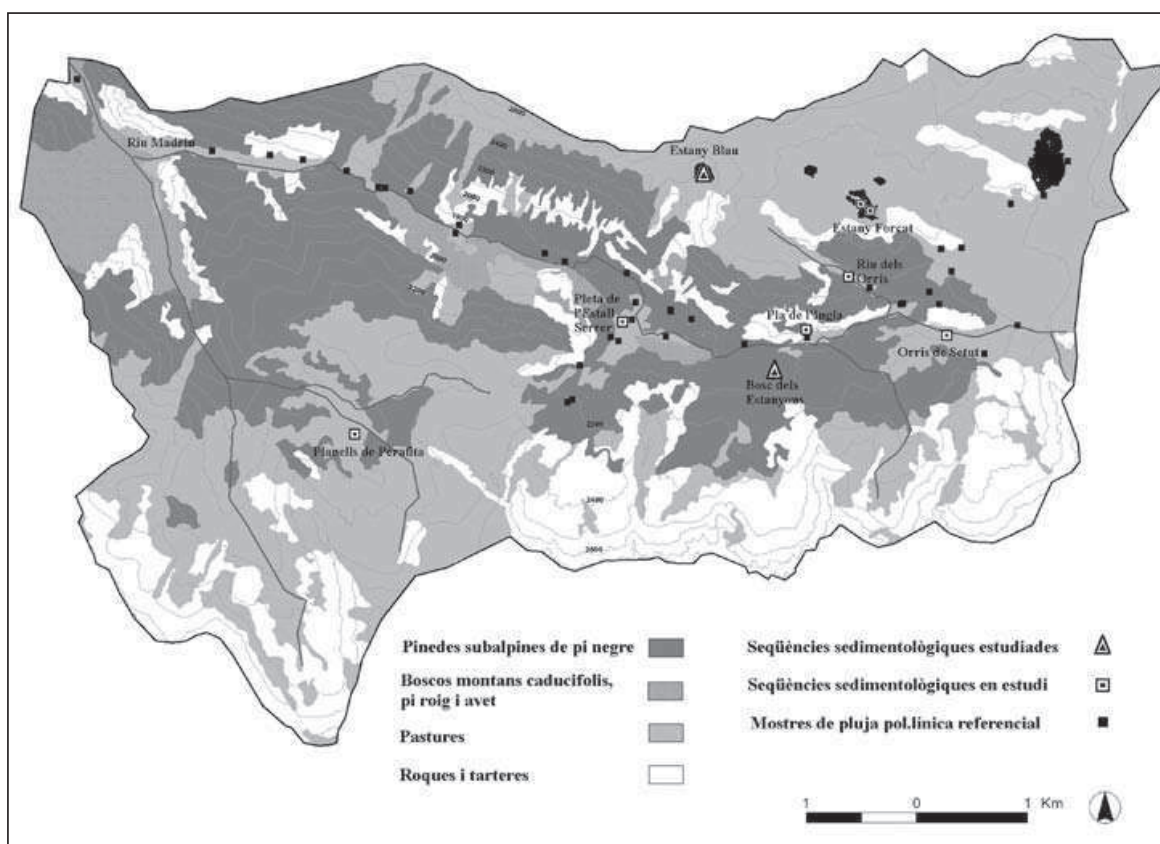 Riu Madriu
Estany Blau
Estany Forcat
Riu dels
Orris
Pleta de
l'Estall
Serrer
Pla de l'Ingla
Orris de Setut
Bosc dels
Estanyons
Planells de Perafita
2400
2600
Pinedes subalpines de pi negre
Boscos montans caducifolis,
pi roig i avet
Pastures
Roques i tarteres
Seqüències sedimentològiques estudiades
Seqüències sedimentològiques en estudi
Mostres de pluja pol.línica referencial
1 0 1 Km